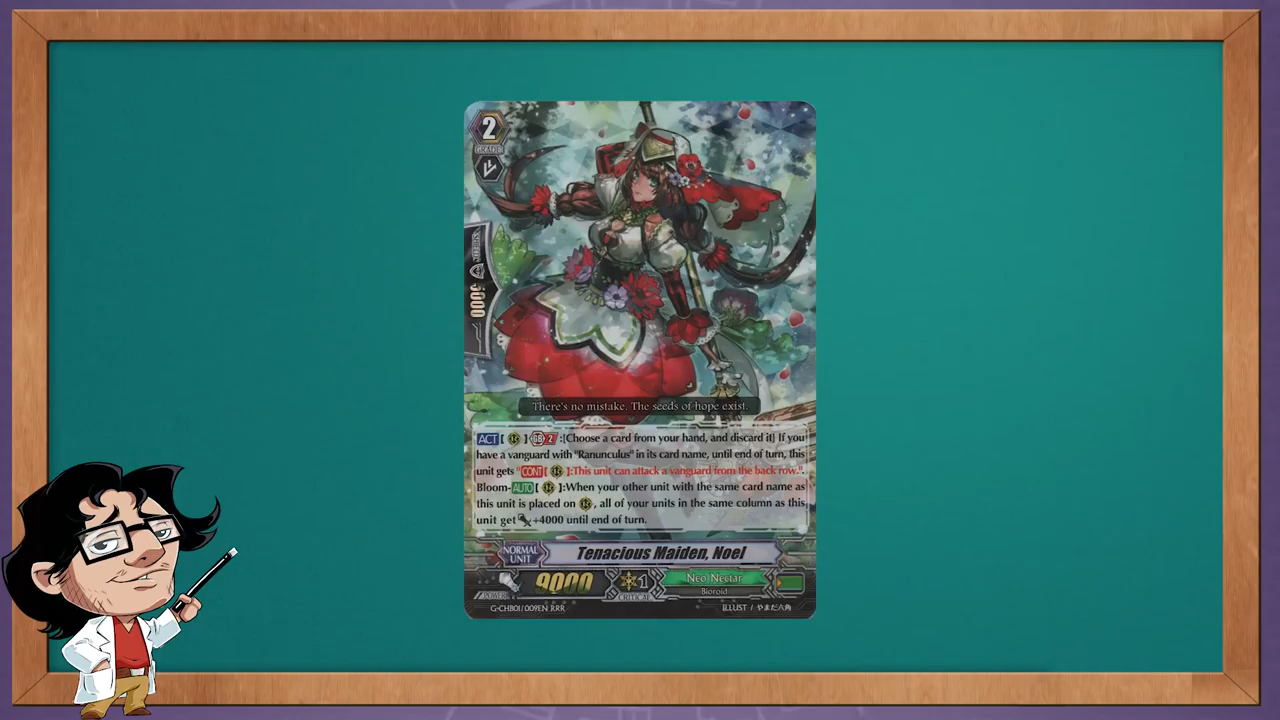 2
GRADE
5000
There's no mistake. The seeds of hope exist.
ACT[ ]GB 2:[Choose a card from your hand, and discard it] If you
have a vanguard with "Ranunculus" in its card name, until end of turn, this
unit gets "CONT[ ]:This unit can attack a vanguard from the back row.".
Bloom-AUTO[ ]:When your other unit with the same card name as
this unit is placed on , all of your units in the same column as this
unit get +4000 until end of turn.
NORMAL UNIT
Tenacious Maiden, Noel
POWER 9000
1 CRITICAL
Neo Nectar
Bioroid
G-CHB01/009EN RRR
ILLUST / やまだ六角